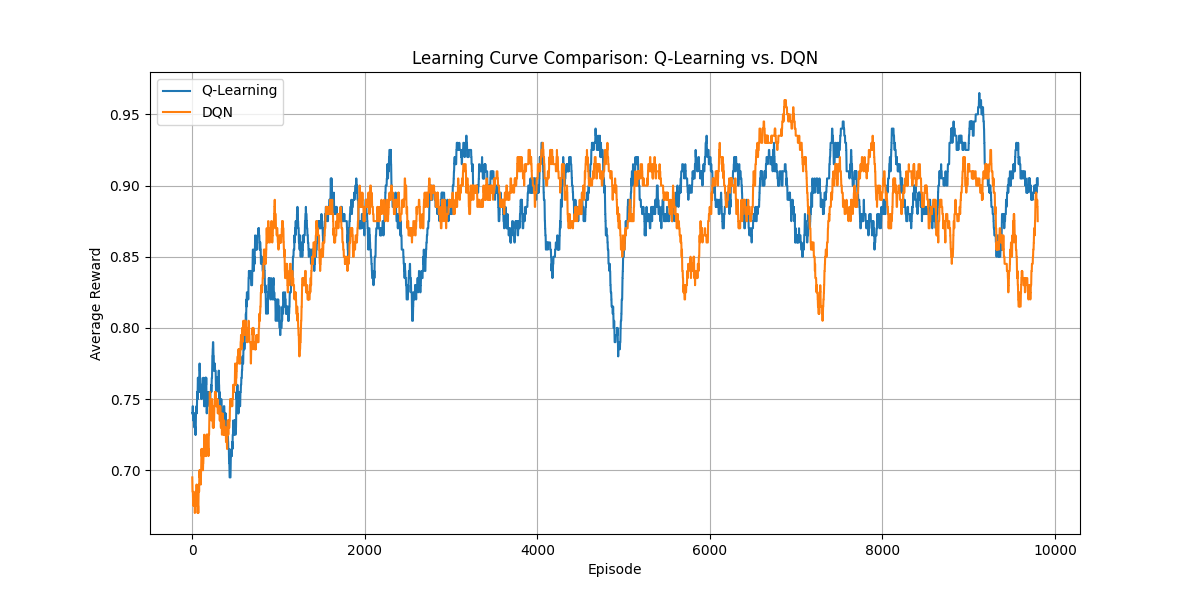 Learning Curve Comparison: Q-Learning vs. DQN
Q-Learning
DQN
0.95
0.90
0.85
0.80
0.75
0.70
Average Reward
0 2000 4000 6000 8000 10000
Episode